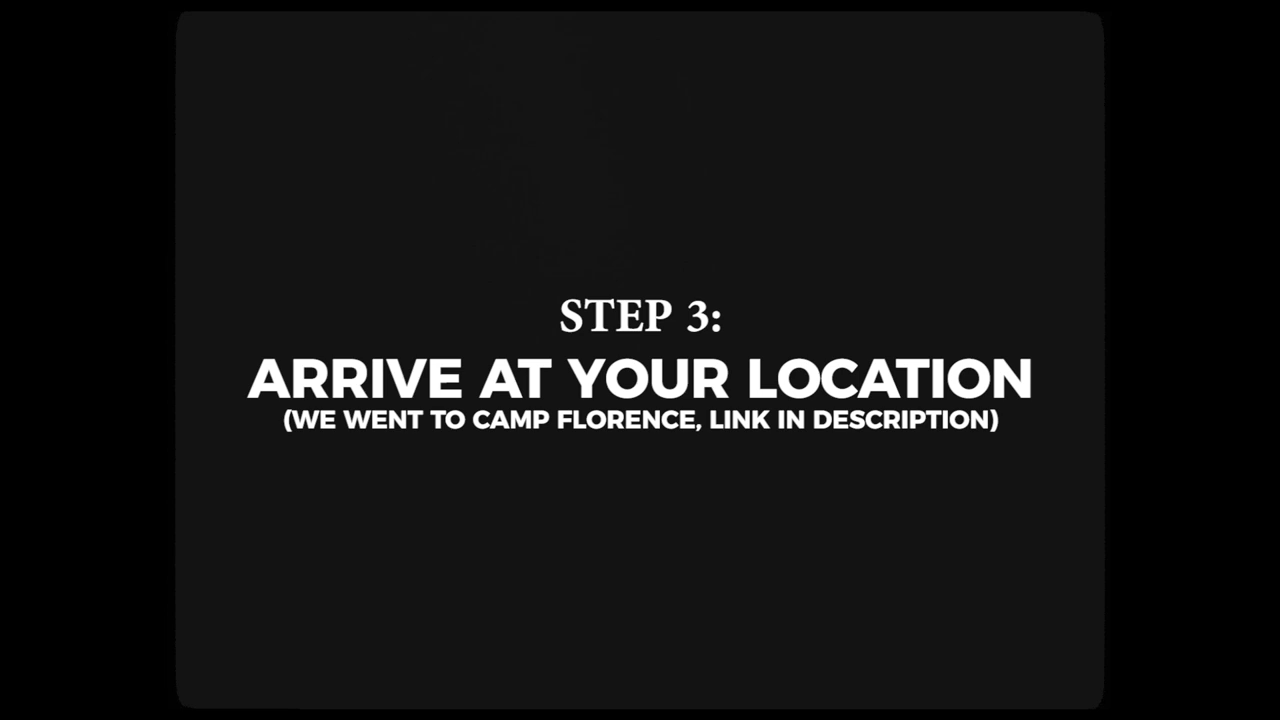 STEP 3:
ARRIVE AT YOUR LOCATION
(WE WENT TO CAMP FLORENCE, LINK IN DESCRIPTION)